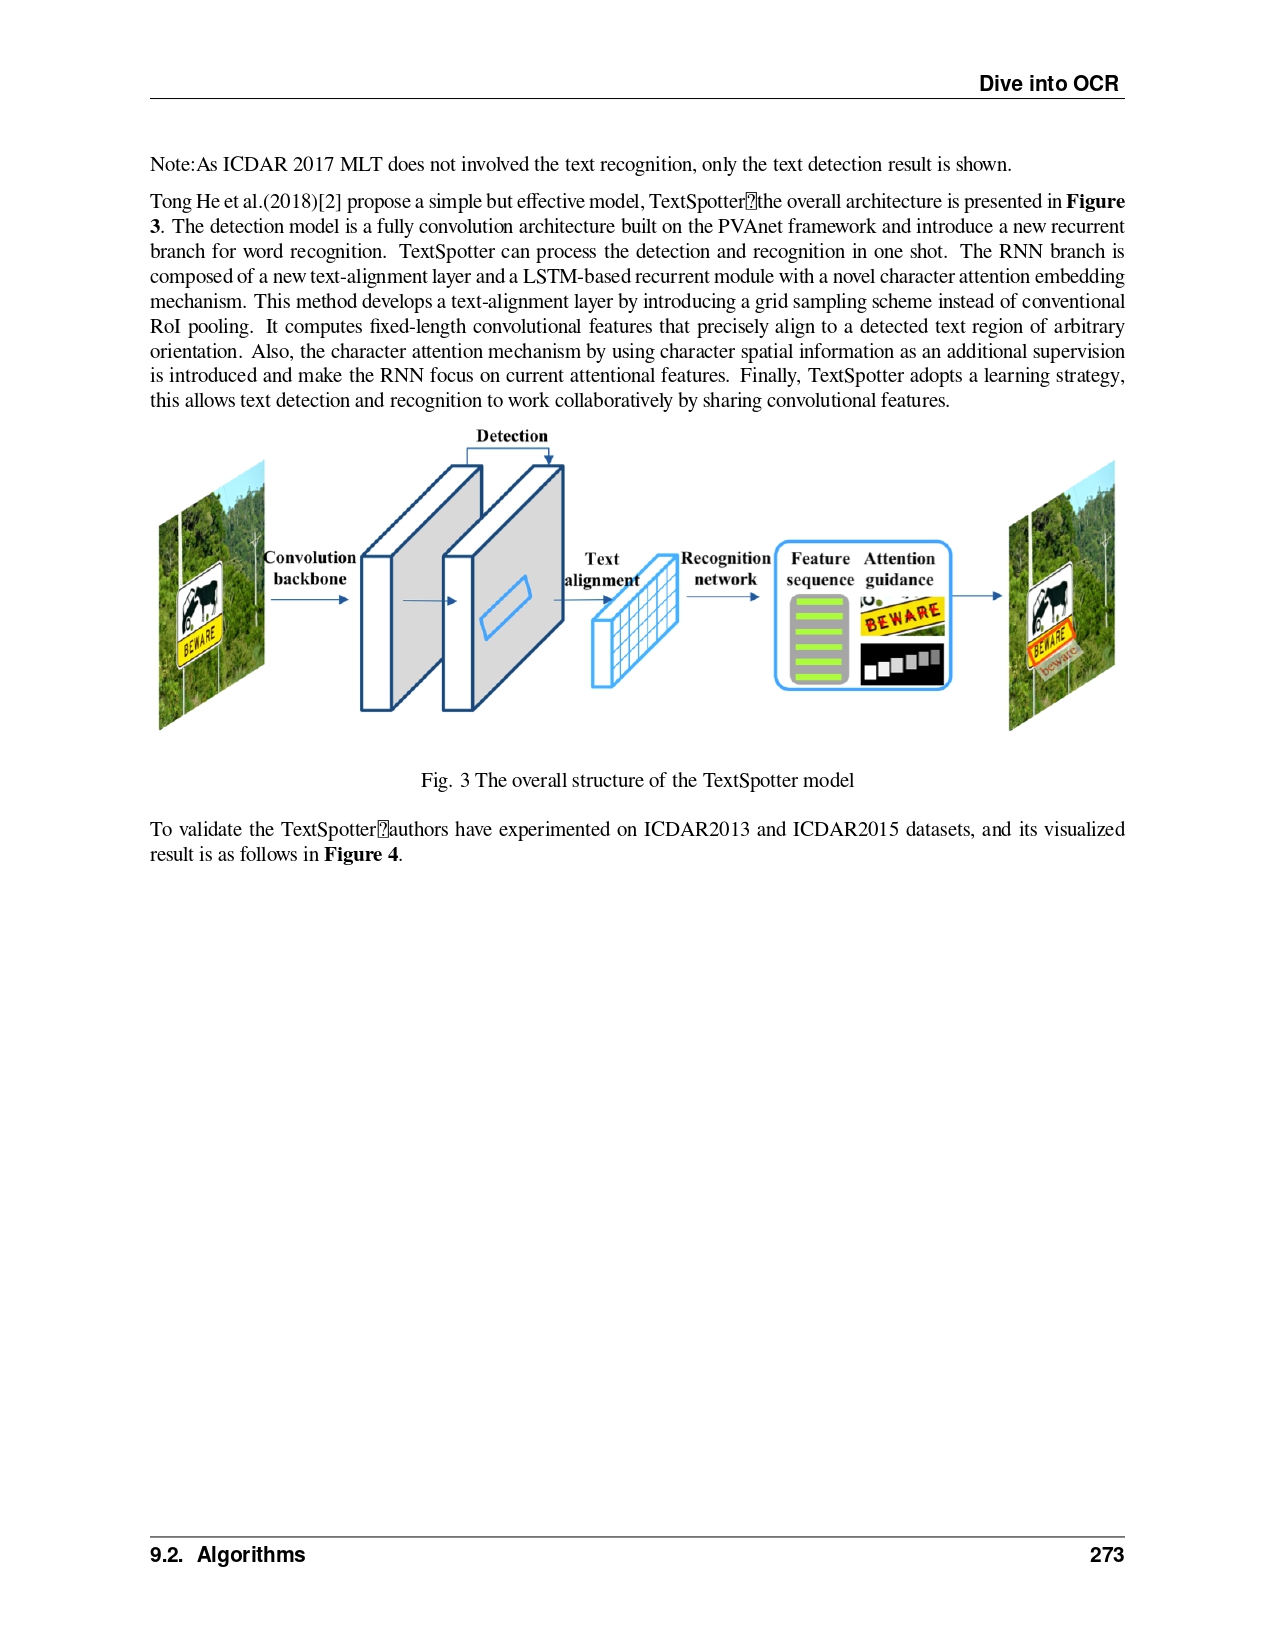 Dive into OCR
Note:As ICDAR 2017 MLT does not involved the text recognition, only the text detection result is shown.
Tong He et al.(2018)[2] propose a simple but effective model, TextSpotter�the overall architecture is presented in Figure
3. The detection model is a fully convolution architecture built on the PVAnet framework and introduce a new recurrent
branch for word recognition. TextSpotter can process the detection and recognition in one shot. The RNN branch is
composed of a new text-alignment layer and a LSTM-based recurrent module with a novel character attention embedding
mechanism. This method develops a text-alignment layer by introducing a grid sampling scheme instead of conventional
RoI pooling. It computes fixed-length convolutional features that precisely align to a detected text region of arbitrary
orientation. Also, the character attention mechanism by using character spatial information as an additional supervision
is introduced and make the RNN focus on current attentional features. Finally, TextSpotter adopts a learning strategy,
this allows text detection and recognition to work collaboratively by sharing convolutional features.
Detection
Convolution
backbone
Text
alignment
Recognition
network
Feature
sequence
Attention
guidance
BEWARE
BEWARE
BEWARE
beware
Fig. 3 The overall structure of the TextSpotter model
To validate the TextSpotter�authors have experimented on ICDAR2013 and ICDAR2015 datasets, and its visualized
result is as follows in Figure 4.
9.2. Algorithms
273